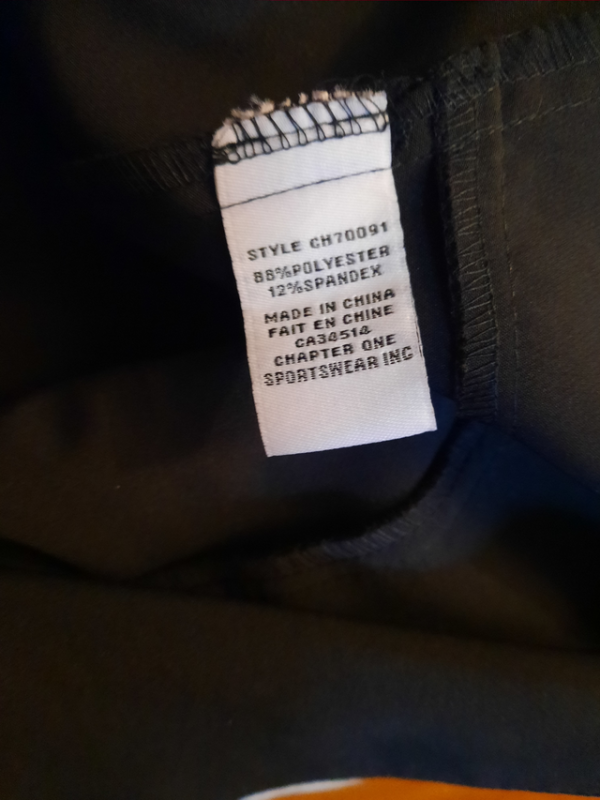 STYLE CH70091
88%POLYESTER
12%SPANDEX
MADE IN CHINA
FAIT EN CHINE
CA34514
CHAPTER ONE
SPORTSWEAR INC